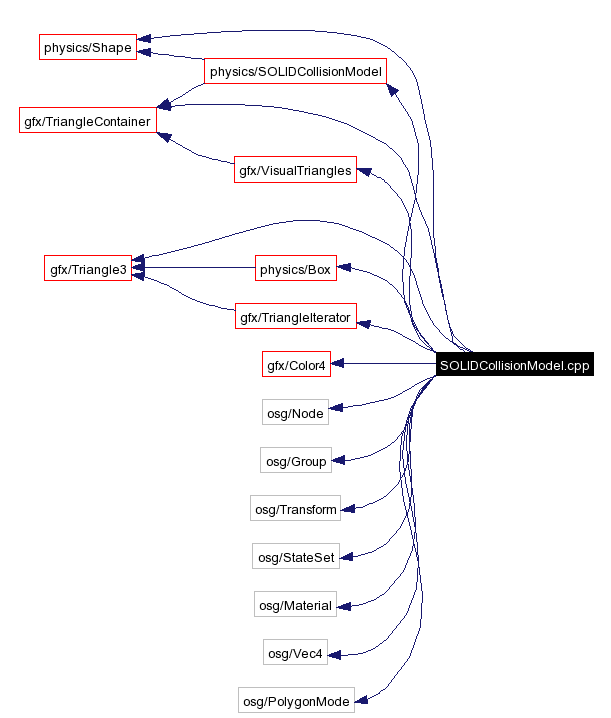 physics/Shape
physics/SOLIDCollisionModel
gfx/TriangleContainer
gfx/VisualTriangles
gfx/Triangle3
physics/Box
gfx/TriangleIterator
gfx/Color4
SOLIDCollisionModel.cpp
osg/Node
osg/Group
osg/Transform
osg/StateSet
osg/Material
osg/Vec4
osg/PolygonMode